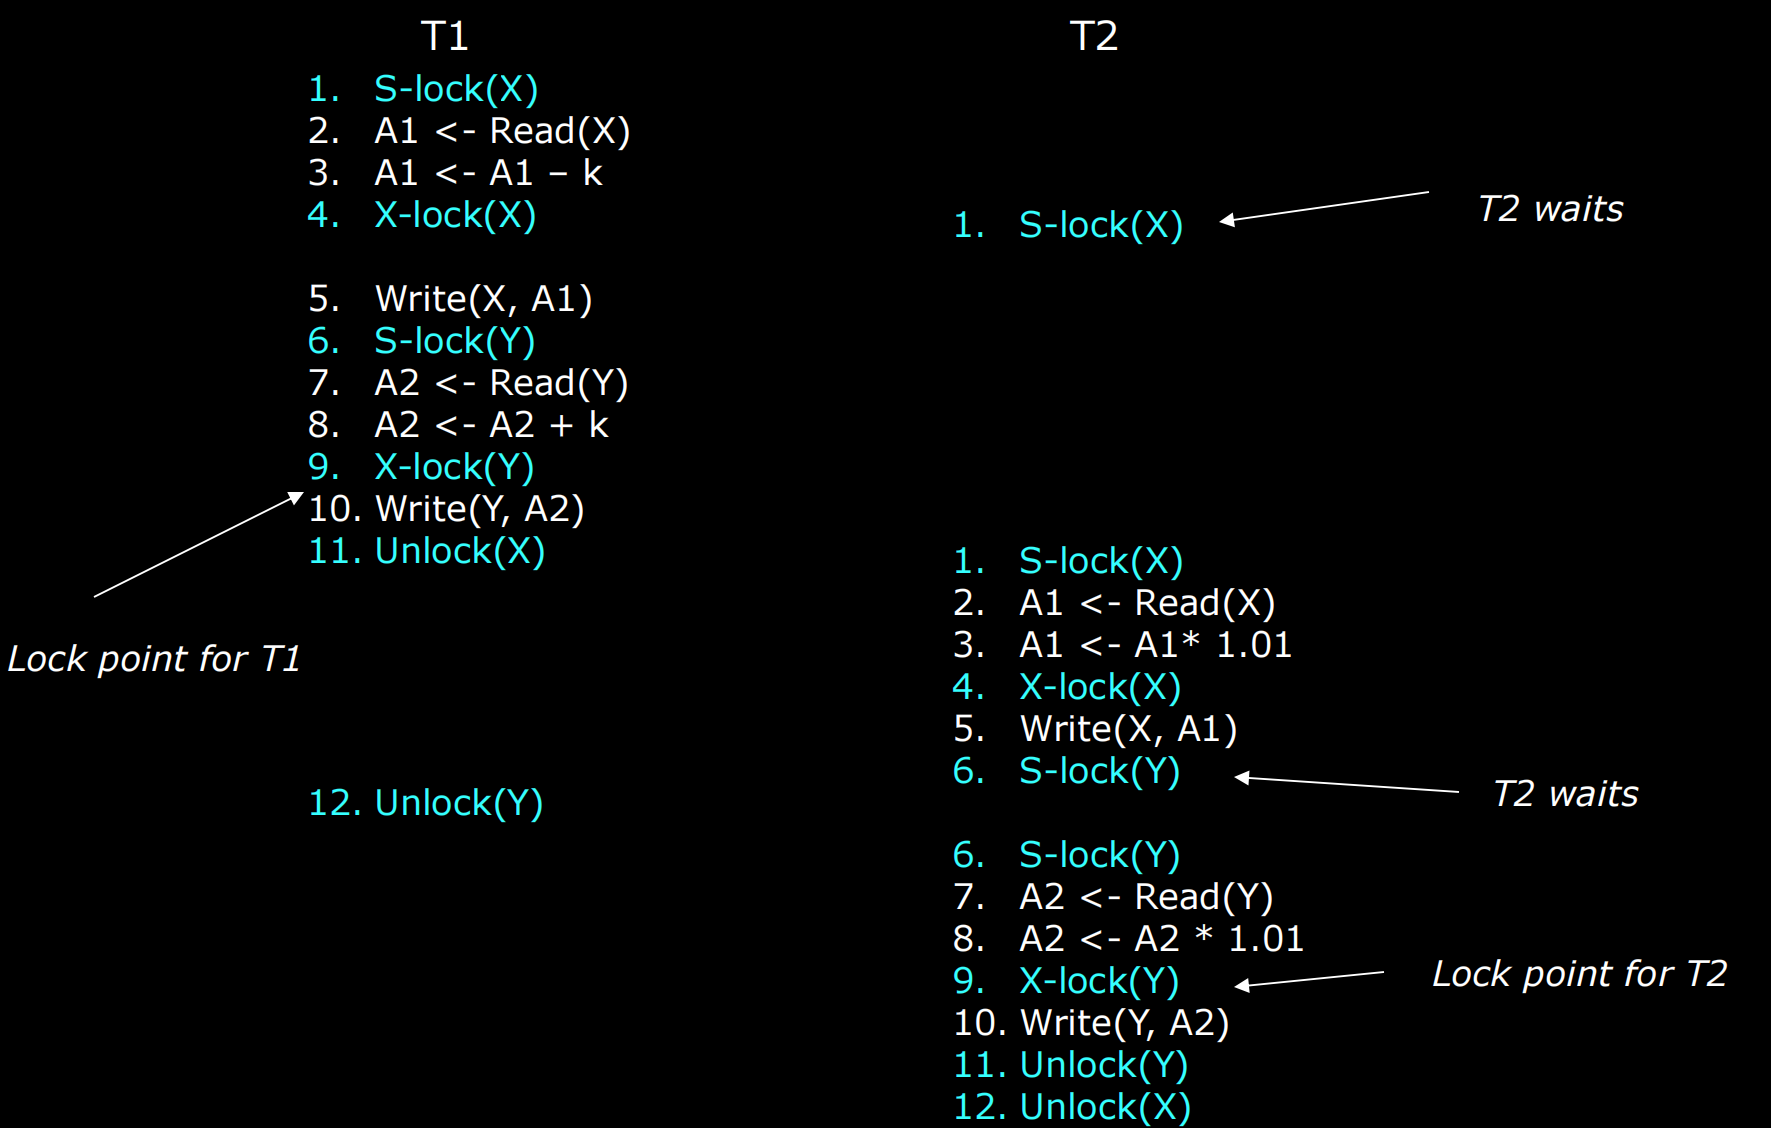 T1
1. S-lock(X)
2. A1 <- Read(X)
3. A1 <- A1 – k
4. X-lock(X)
5. Write(X, A1)
6. S-lock(Y)
7. A2 <- Read(Y)
8. A2 <- A2 + k
9. X-lock(Y)
10. Write(Y, A2)
11. Unlock(X)
Lock point for T1
12. Unlock(Y)
T2
1. S-lock(X)
T2 waits
1. S-lock(X)
2. A1 <- Read(X)
3. A1 <- A1* 1.01
4. X-lock(X)
5. Write(X, A1)
6. S-lock(Y)
T2 waits
6. S-lock(Y)
7. A2 <- Read(Y)
8. A2 <- A2 * 1.01
9. X-lock(Y)
Lock point for T2
10. Write(Y, A2)
11. Unlock(Y)
12. Unlock(X)